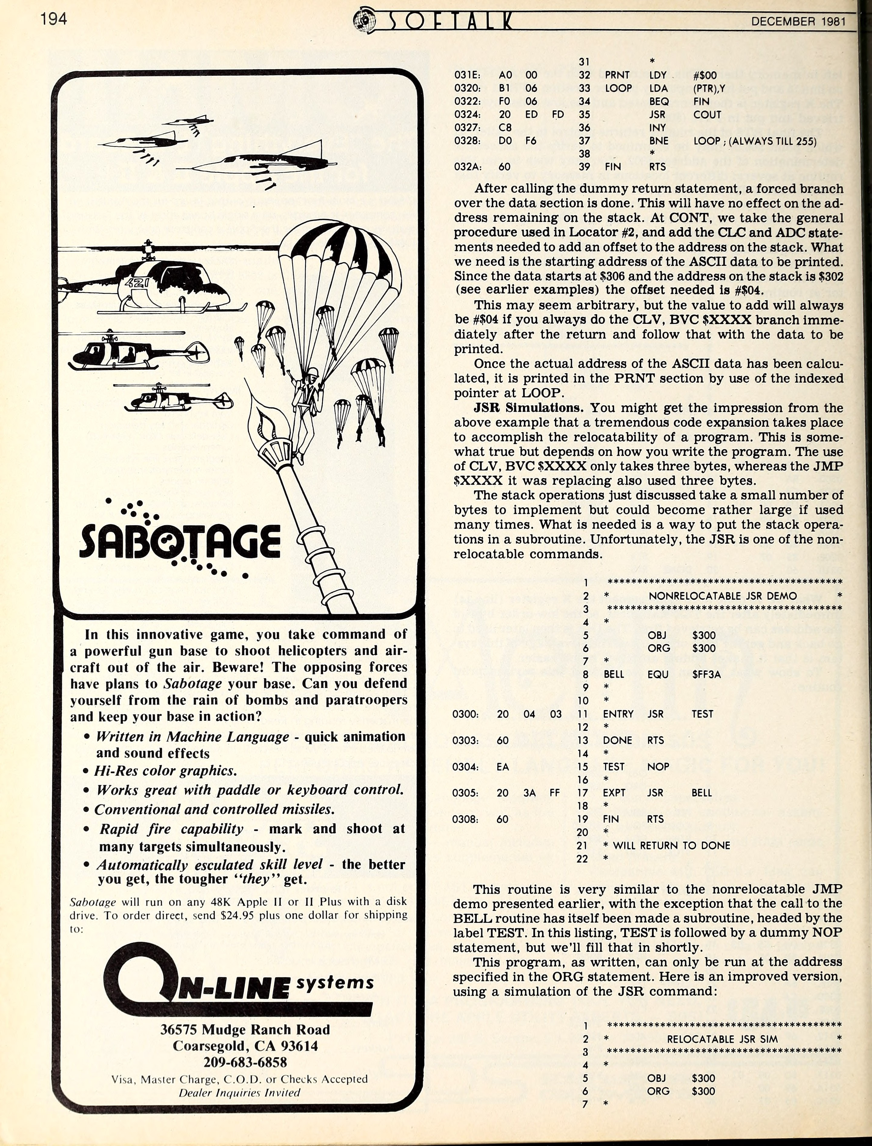 194
SOFTALK
DECEMBER 1981
421
SABOTAGE
In this innovative game, you take command of
a powerful gun base to shoot helicopters and air-
craft out of the air. Beware! The opposing forces
have plans to Sabotage your base. Can you defend
yourself from the rain of bombs and paratroopers
and keep your base in action?
• Written in Machine Language - quick animation
and sound effects
• Hi-Res color graphics.
• Works great with paddle or keyboard control.
• Conventional and controlled missiles.
• Rapid fire capability - mark and shoot at
many targets simultaneously.
• Automatically esculated skill level - the better
you get, the tougher "they" get.
Sabotage will run on any 48K Apple II or II Plus with a disk
drive. To order direct, send $24.95 plus one dollar for shipping
to:
ON-LINE systems
36575 Mudge Ranch Road
Coarsegold, CA 93614
209-683-6858
Visa, Master Charge, C.O.D. or Checks Accepted
Dealer Inquiries Invited
31 *
031E: A0 00 32 PRNT LDY #$00
0320: B1 06 33 LOOP LDA (PTR),Y
0322: F0 06 34 BEQ FIN
0324: 20 ED FD 35 JSR COUT
0327: C8 36 INY
0328: D0 F6 37 BNE LOOP ; (ALWAYS TILL 255)
38 *
032A: 60 39 FIN RTS
After calling the dummy return statement, a forced branch
over the data section is done. This will have no effect on the ad-
dress remaining on the stack. At CONT, we take the general
procedure used in Locator #2, and add the CLC and ADC state-
ments needed to add an offset to the address on the stack. What
we need is the starting address of the ASCII data to be printed.
Since the data starts at $306 and the address on the stack is $302
(see earlier examples) the offset needed is #$04.
This may seem arbitrary, but the value to add will always
be #$04 if you always do the CLV, BVC $XXXX branch imme-
diately after the return and follow that with the data to be
printed.
Once the actual address of the ASCII data has been calcu-
lated, it is printed in the PRNT section by use of the indexed
pointer at LOOP.
JSR Simulations. You might get the impression from the
above example that a tremendous code expansion takes place
to accomplish the relocatability of a program. This is some-
what true but depends on how you write the program. The use
of CLV, BVC $XXXX only takes three bytes, whereas the JMP
$XXXX it was replacing also used three bytes.
The stack operations just discussed take a small number of
bytes to implement but could become rather large if used
many times. What is needed is a way to put the stack opera-
tions in a subroutine. Unfortunately, the JSR is one of the non-
relocatable commands.
1 ****************************************
2 * NONRELOCATABLE JSR DEMO *
3 ****************************************
4 *
5 OBJ $300
6 ORG $300
7 *
8 BELL EQU $FF3A
9 *
10 *
0300: 20 04 03 11 ENTRY JSR TEST
12 *
0303: 60 13 DONE RTS
14 *
0304: EA 15 TEST NOP
16 *
0305: 20 3A FF 17 EXPT JSR BELL
18 *
0308: 60 19 FIN RTS
20 *
21 * WILL RETURN TO DONE
22 *
This routine is very similar to the nonrelocatable JMP
demo presented earlier, with the exception that the call to the
BELL routine has itself been made a subroutine, headed by the
label TEST. In this listing, TEST is followed by a dummy NOP
statement, but we'll fill that in shortly.
This program, as written, can only be run at the address
specified in the ORG statement. Here is an improved version,
using a simulation of the JSR command:
1 ****************************************
2 * RELOCATABLE JSR SIM *
3 ****************************************
4 *
5 OBJ $300
6 ORG $300
7 *